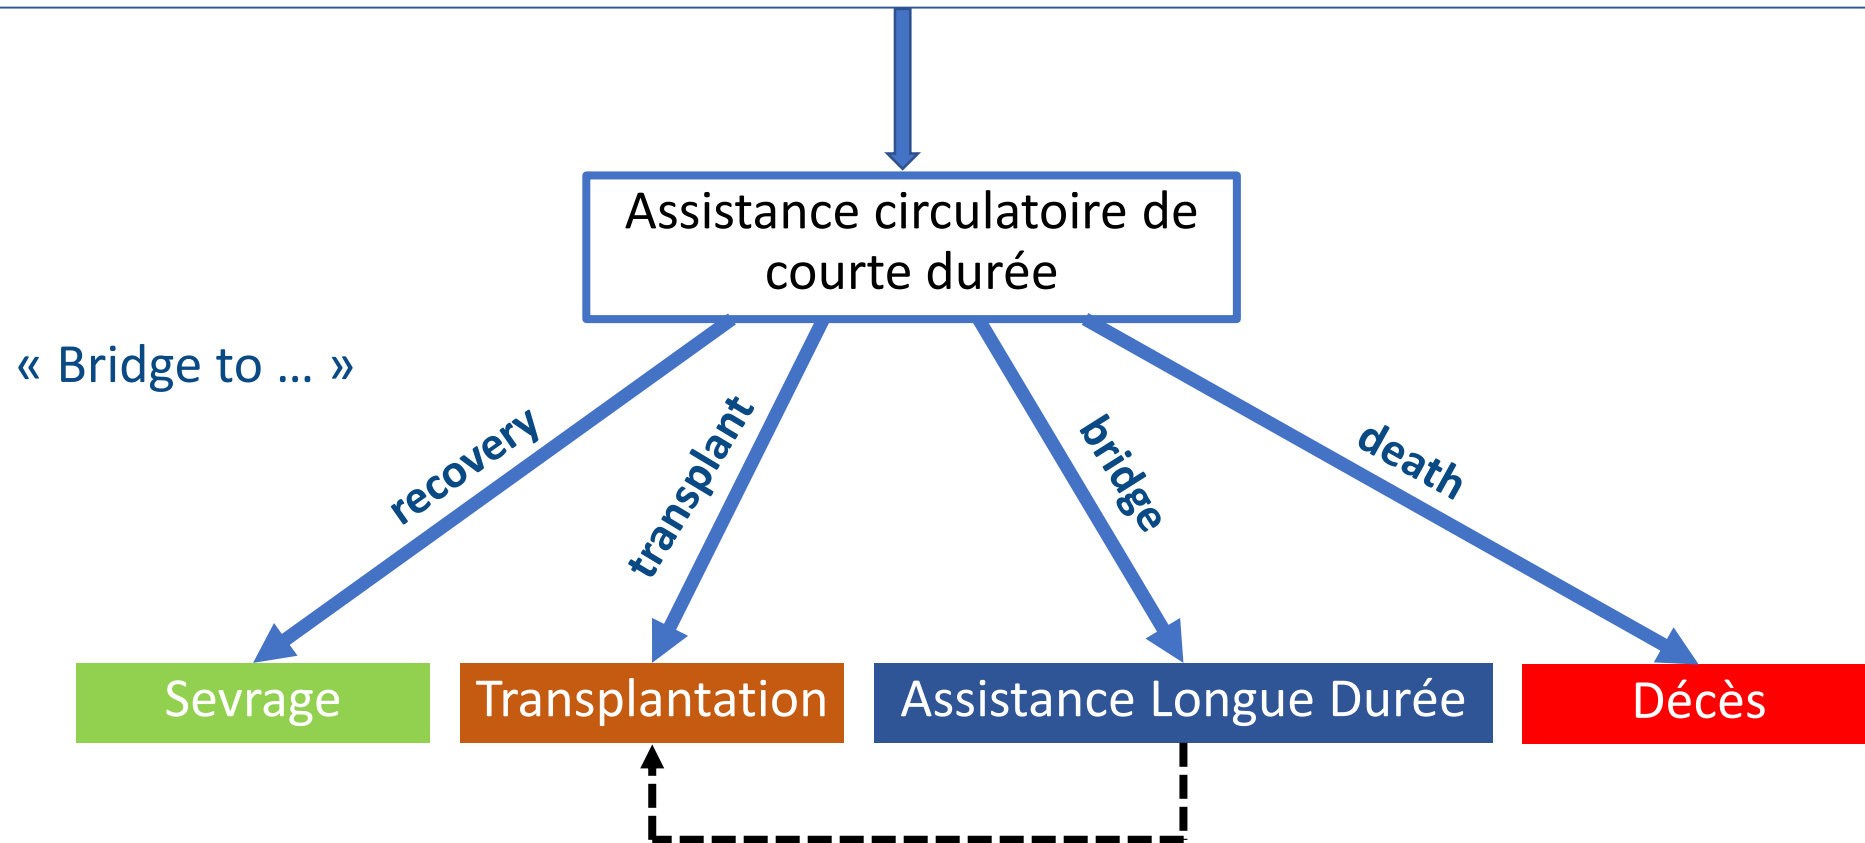 Assistance circulatoire de
courte durée
« Bridge to ... »
recovery
transplant
bridge
death
Sevrage
Transplantation
Assistance Longue Durée
Décès